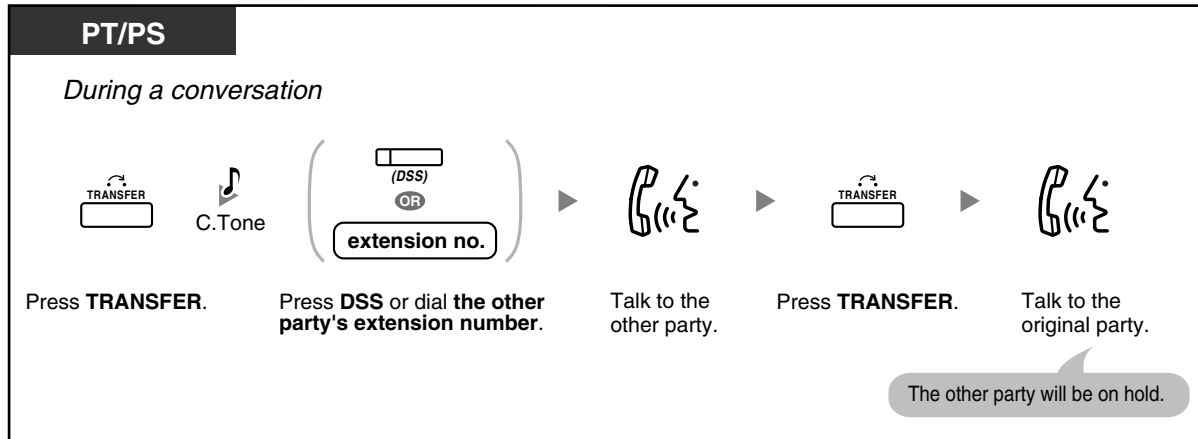 PT/PS
During a conversation
TRANSFER
C.Tone
(DSS)
OR
extension no.
TRANSFER
Press TRANSFER.
Press DSS or dial the other
party's extension number.
Talk to the
other party.
Press TRANSFER.
Talk to the
original party.
The other party will be on hold.